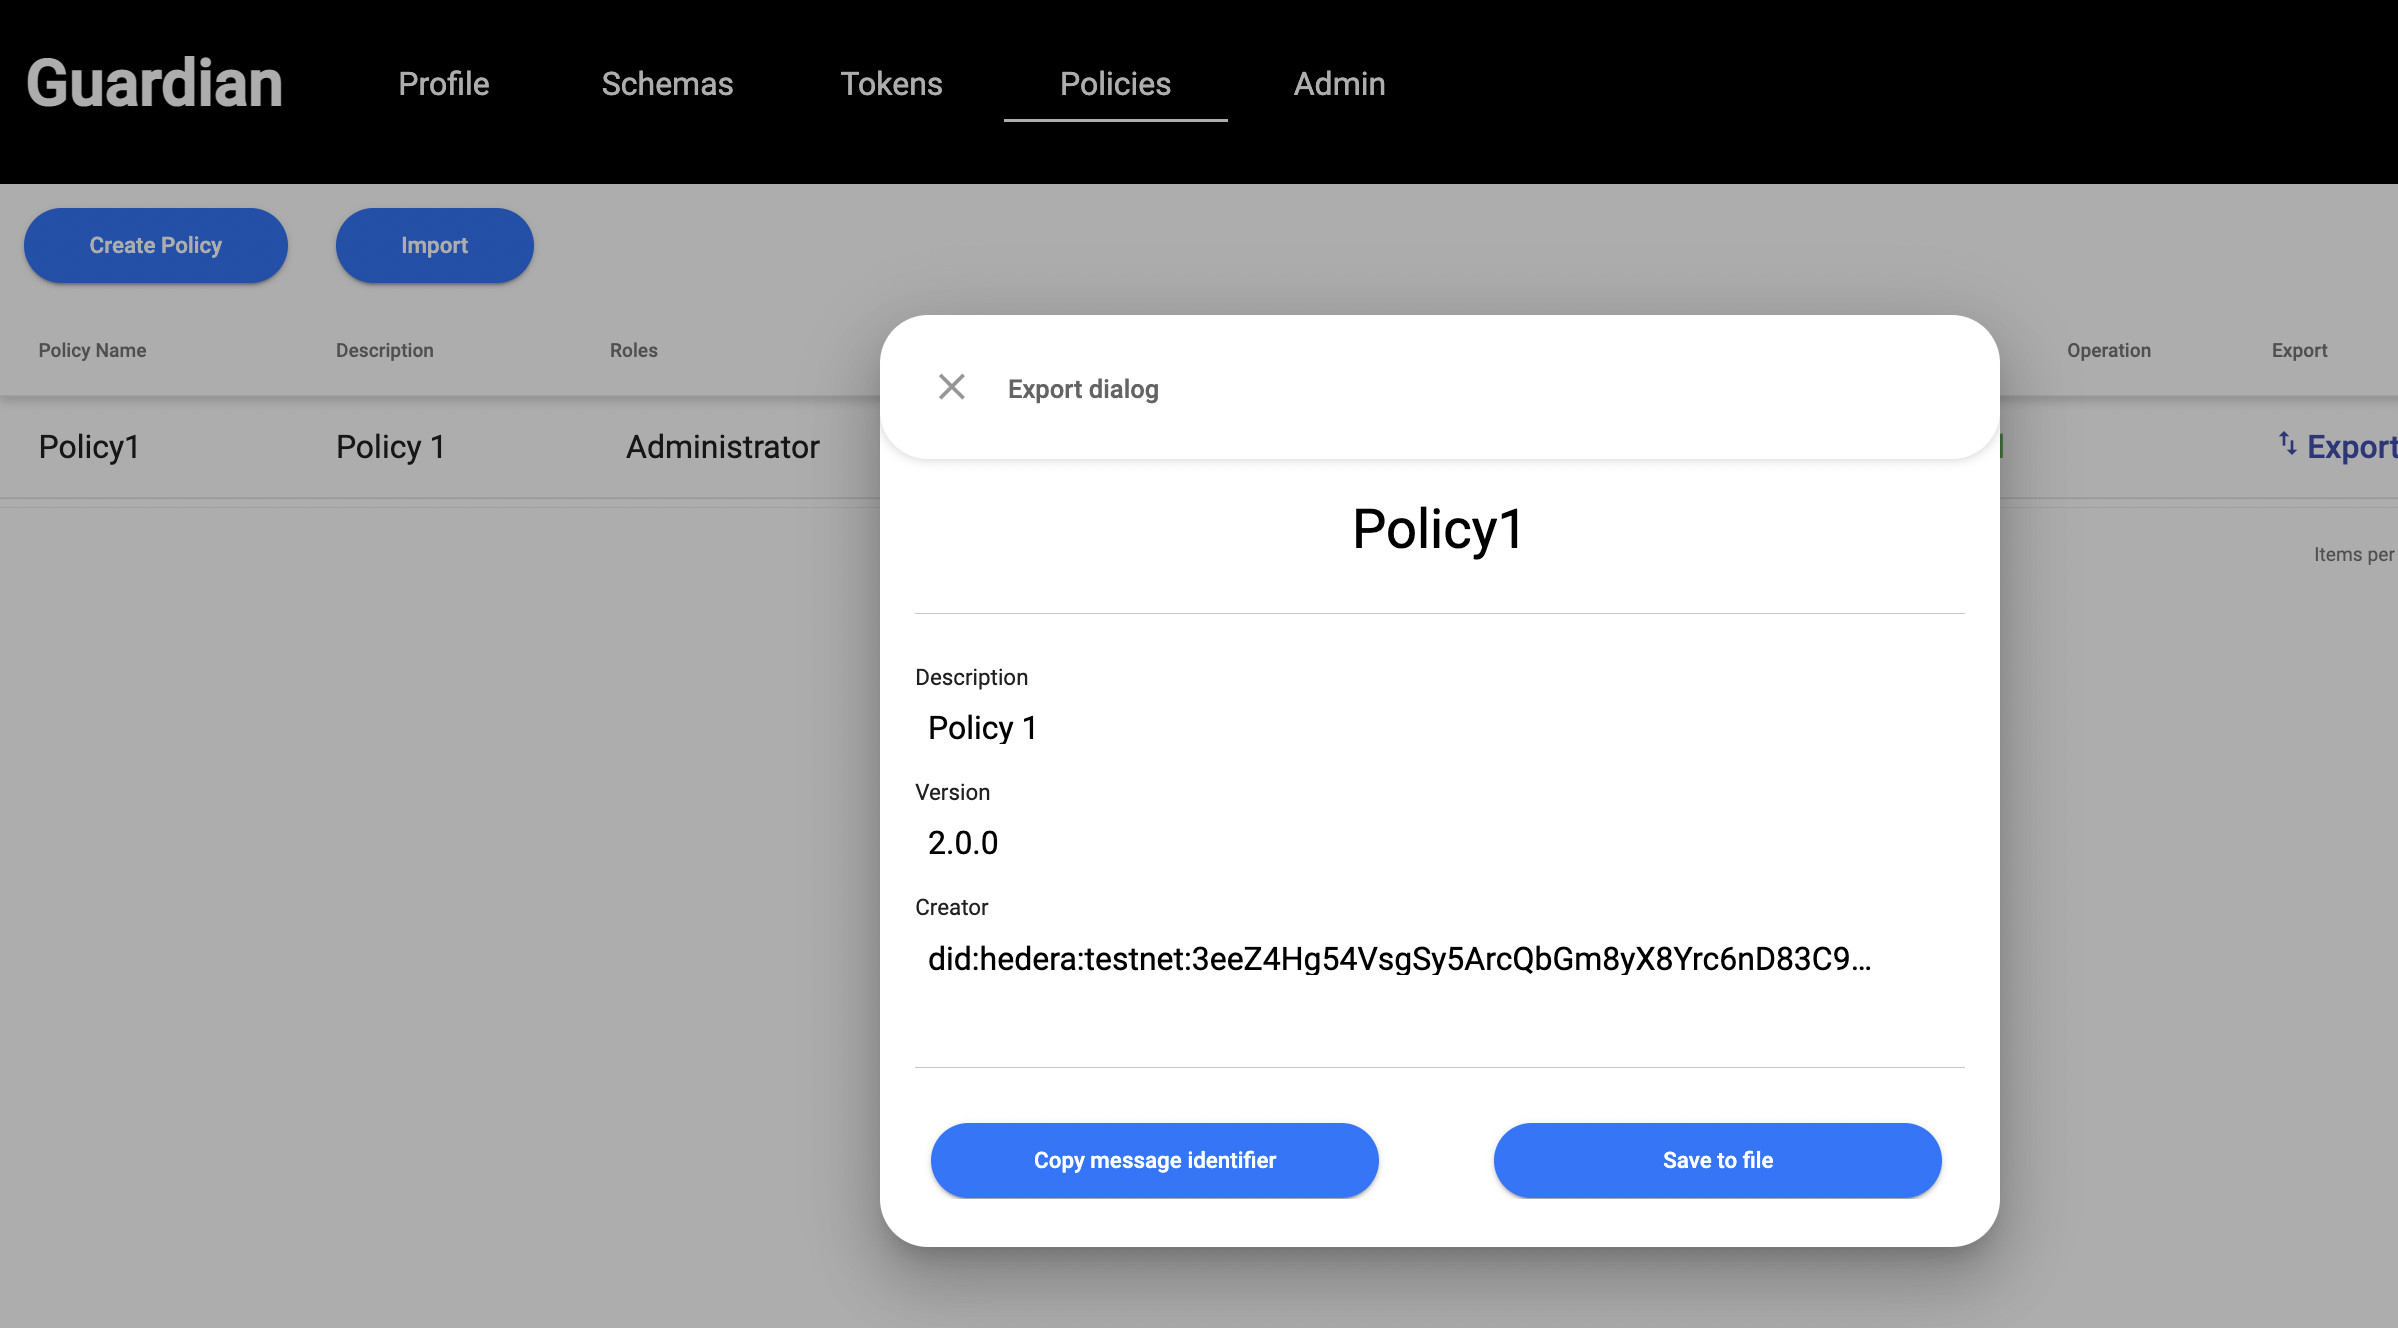 Guardian Profile Schemas Tokens Policies Admin
Create Policy Import
Policy Name Description Roles Operation Export
Policy1 Policy 1 Administrator Export
Items per
Export dialog
Policy1
Description
Policy 1
Version
2.0.0
Creator
did:hedera:testnet:3eeZ4Hg54VsgSy5ArcQbGm8yX8Yrc6nD83C9...
Copy message identifier Save to file